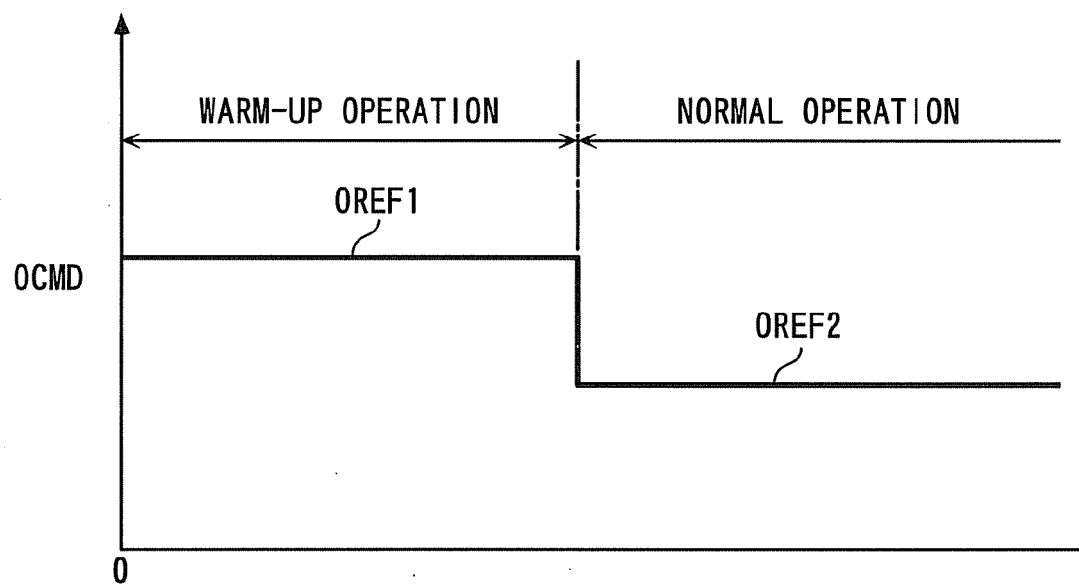 WARM-UP OPERATION
NORMAL OPERATION
OREF1
OCMD
OREF2
0